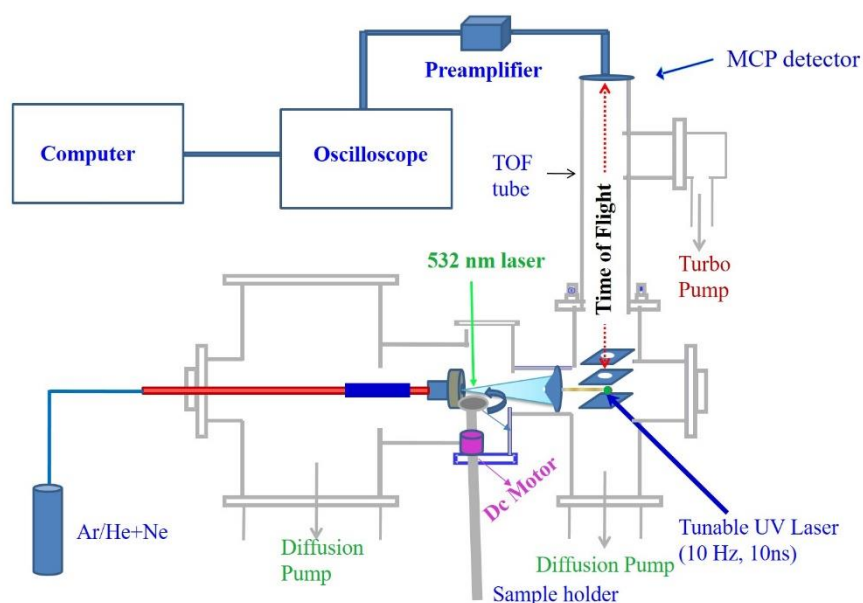 Preamplifier
MCP detector
Computer
Oscilloscope
TOF
tube
Time of Flight
Turbo
Pump
532 nm laser
Dc Motor
Ar/He+Ne
Diffusion
Pump
Diffusion Pump
Tunable UV Laser
(10 Hz, 10ns)
Sample holder